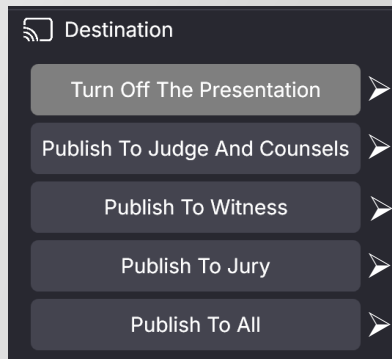 Destination
Turn Off The Presentation
Publish To Judge And Counsels
Publish To Witness
Publish To Jury
Publish To All